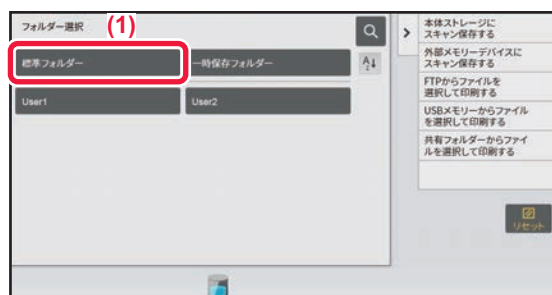 フォルダー選択
(1)
標準フォルダー
一時保存フォルダー
User1
User2
本体ストレージに
スキャン保存する
外部メモリーデバイスに
スキャン保存する
FTPからファイルを
選択して印刷する
USBメモリーからファイル
を選択して印刷する
共有フォルダーからファイ
ルを選択して印刷する
リセット